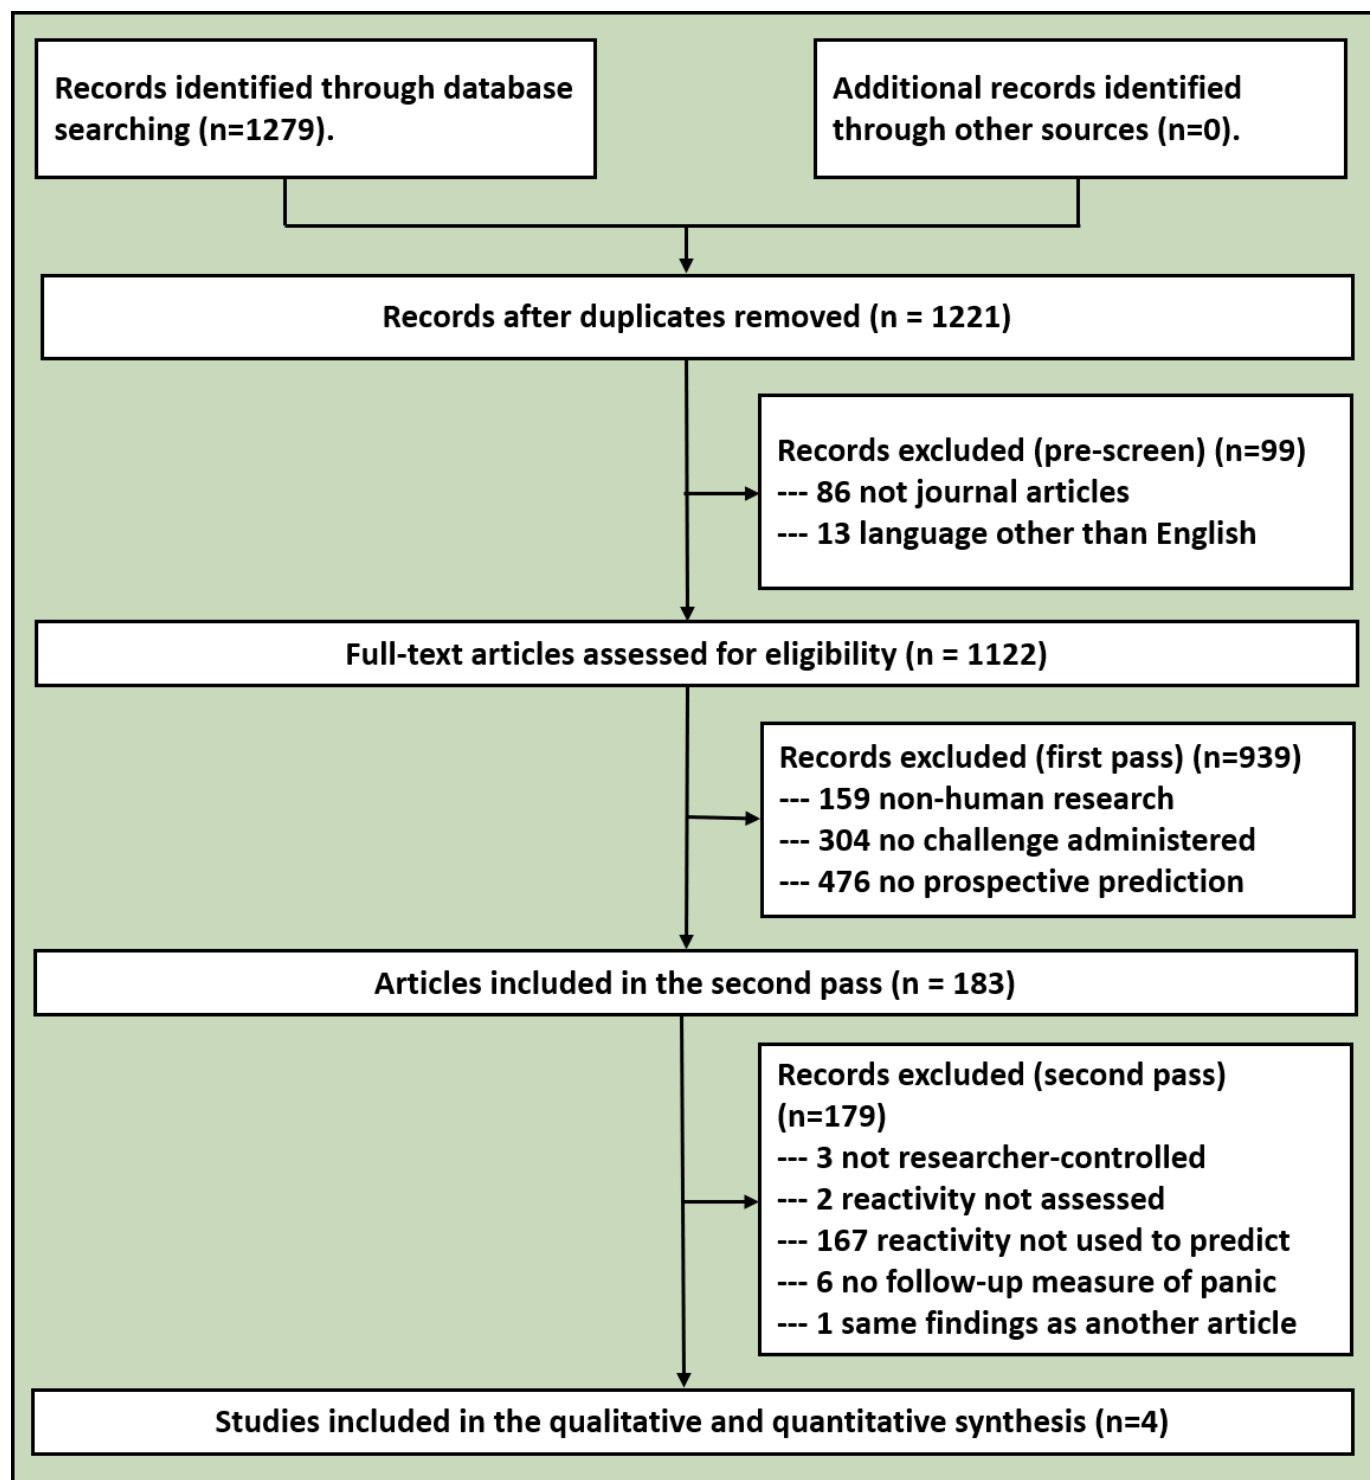 Records identified through database
searching (n=1279).
Additional records identified
through other sources (n=0).
Records after duplicates removed (n = 1221)
Records excluded (pre-screen) (n=99)
--- 86 not journal articles
--- 13 language other than English
Full-text articles assessed for eligibility (n = 1122)
Records excluded (first pass) (n=939)
--- 159 non-human research
--- 304 no challenge administered
--- 476 no prospective prediction
Articles included in the second pass (n = 183)
Records excluded (second pass)
(n=179)
--- 3 not researcher-controlled
--- 2 reactivity not assessed
--- 167 reactivity not used to predict
--- 6 no follow-up measure of panic
--- 1 same findings as another article
Studies included in the qualitative and quantitative synthesis (n=4)